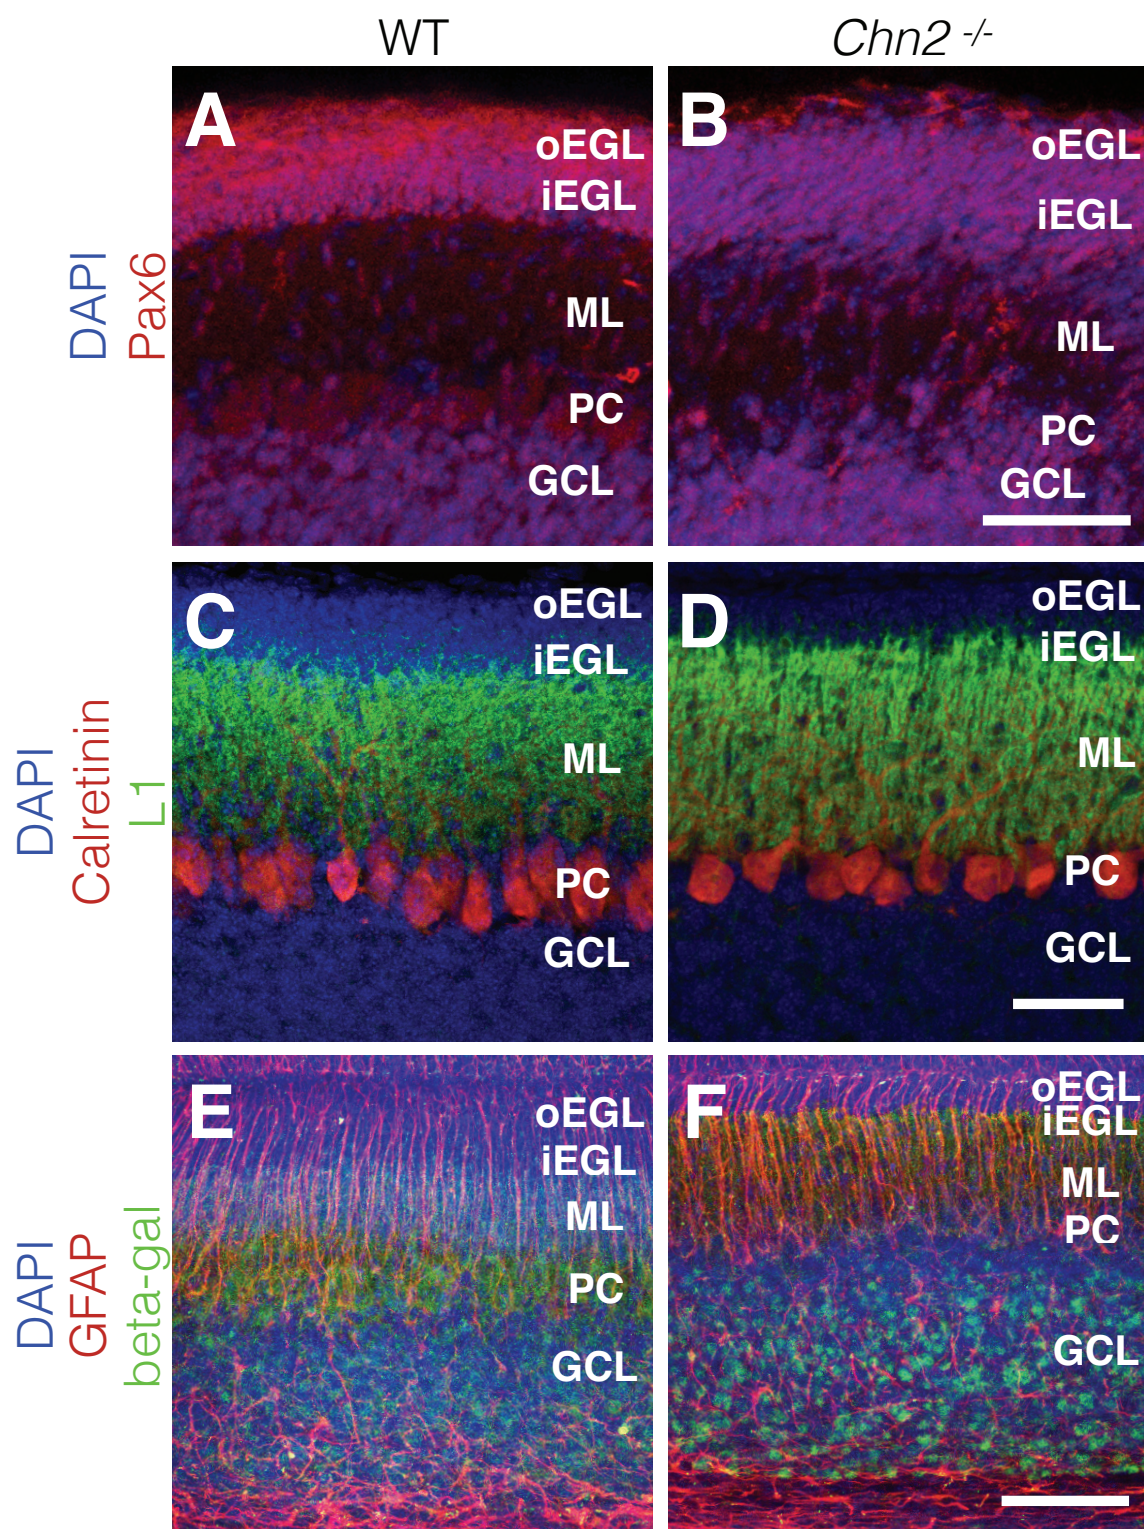 WT
Chn2 -/-
DAPI
Pax6
A
oEGL
iEGL
ML
PC
GCL
B
oEGL
iEGL
ML
PC
GCL
DAPI
Calretinin
L1
C
oEGL
iEGL
ML
PC
GCL
D
oEGL
iEGL
ML
PC
GCL
DAPI
GFAP
beta-gal
E
oEGL
iEGL
ML
PC
GCL
F
oEGL
iEGL
ML
PC
GCL